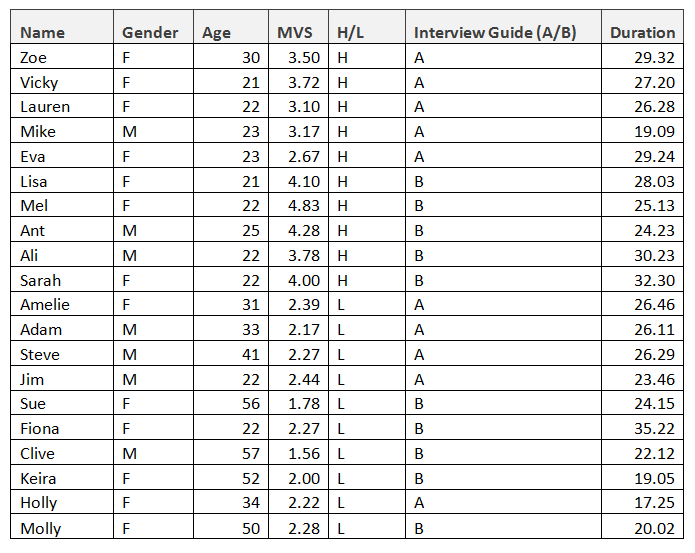 Name Gender Age MVS H/L Interview Guide (A/B) Duration
Zoe F 30 3.50 H A 29.32
Vicky F 21 3.72 H A 27.20
Lauren F 22 3.10 H A 26.28
Mike M 23 3.17 H A 19.09
Eva F 23 2.67 H A 29.24
Lisa F 21 4.10 H B 28.03
Mel F 22 4.83 H B 25.13
Ant M 25 4.28 H B 24.23
Ali M 22 3.78 H B 30.23
Sarah F 22 4.00 H B 32.30
Amelie F 31 2.39 L A 26.46
Adam M 33 2.17 L A 26.11
Steve M 41 2.27 L A 26.29
Jim M 22 2.44 L A 23.46
Sue F 56 1.78 L B 24.15
Fiona F 22 2.27 L B 35.22
Clive M 57 1.56 L B 22.12
Keira F 52 2.00 L B 19.05
Holly F 34 2.22 L A 17.25
Molly F 50 2.28 L B 20.02